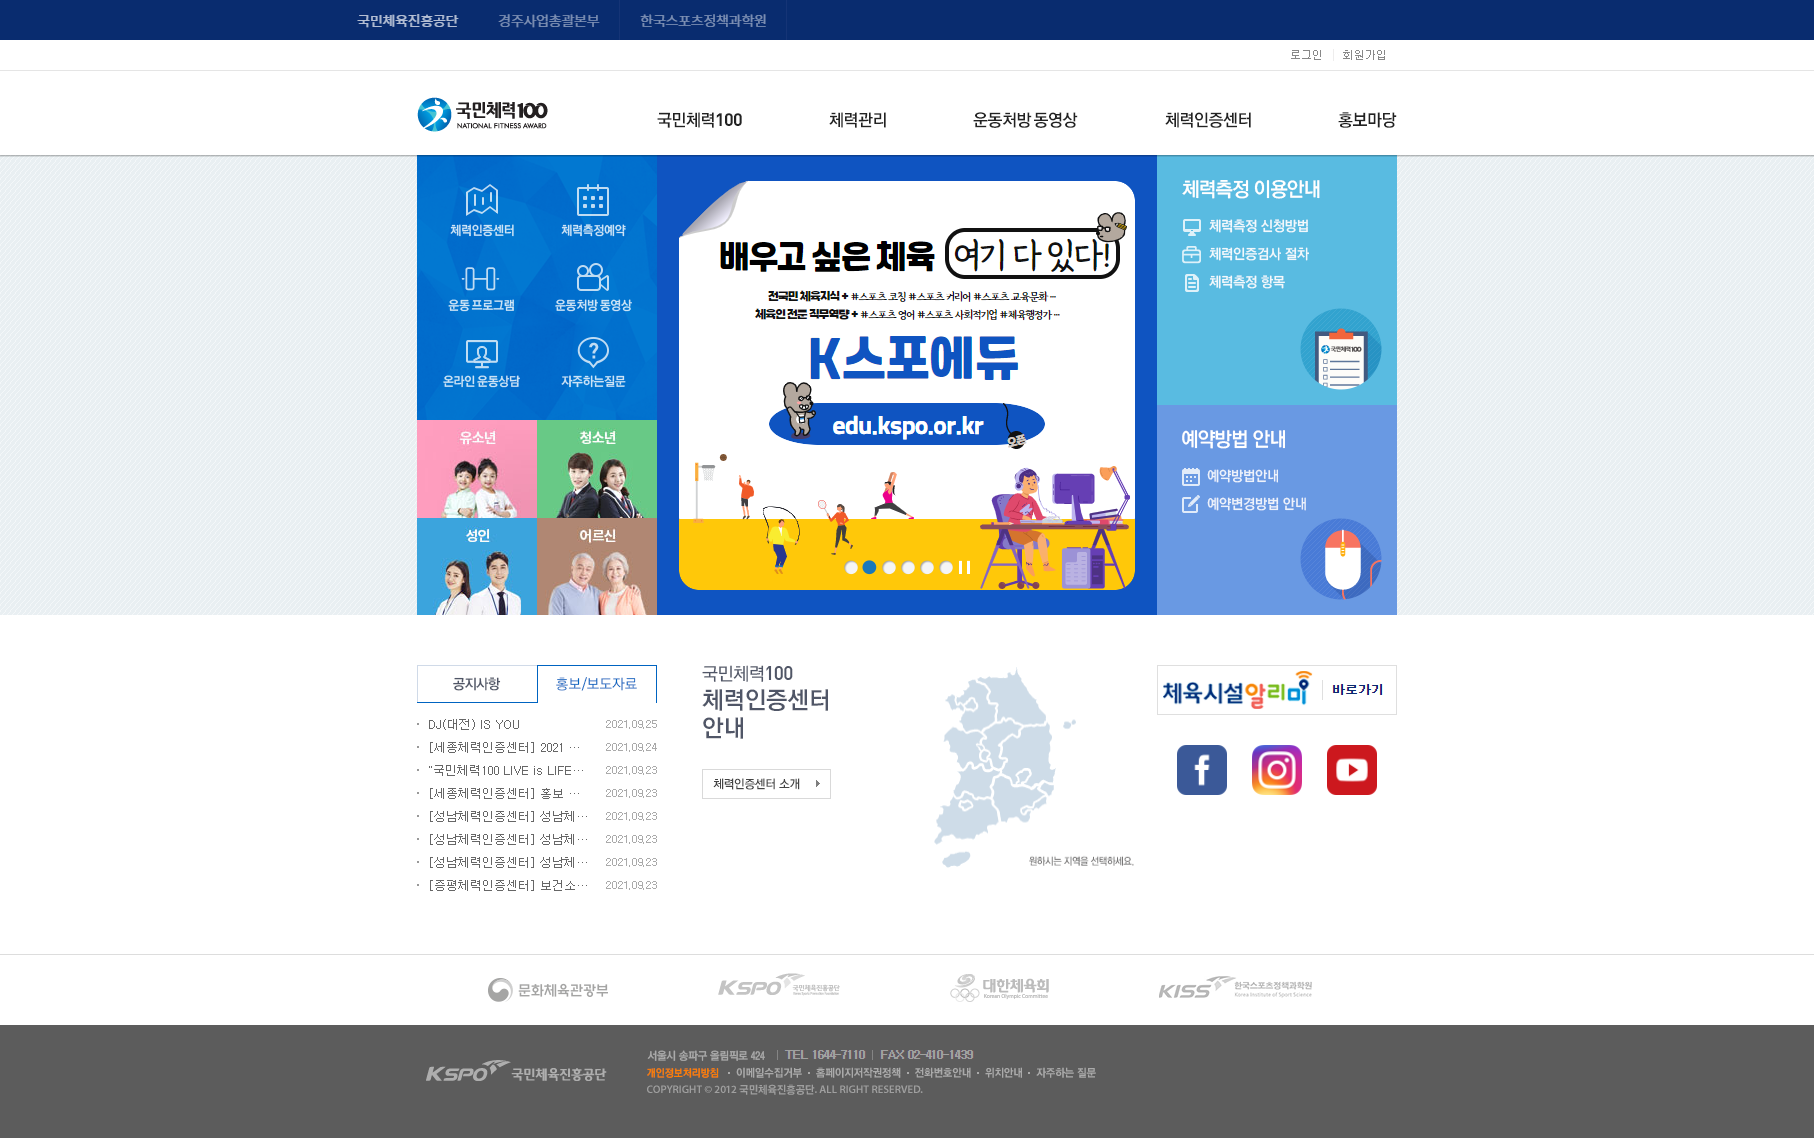 국민체육진흥공단 경주사업총괄본부 한국스포츠정책과학원
로그인 회원가입
국민체력100
NATIONAL FITNESS AWARD
국민체력100 체력관리 운동처방 동영상 체력인증센터 홍보마당
체력인증센터 체력측정예약
운동 프로그램 운동처방 동영상
온라인 운동상담 자주하는질문
유소년 청소년
성인 어르신
배우고 싶은 체육 여기 다 있다!
전국민 체육지식 + #스포츠 코칭 #스포츠 커리어 #스포츠 교육문화 ···
체육인 전문 직무역량 + #스포츠 영어 #스포츠 사회적기업 #체육행정가 ···
K스포에듀
edu.kspo.or.kr
체력측정 이용안내
체력측정 신청방법
체력인증검사 절차
체력측정 항목
국민체력100
예약방법 안내
예약방법안내
예약변경방법 안내
공지사항 홍보/보도자료
DJ(대전) IS YOU 2021.09.25
[세종체력인증센터] 2021 ··· 2021.09.24
"국민체력100 LIVE is LIFE··· 2021.09.23
[세종체력인증센터] 홍보 ··· 2021.09.23
[성남체력인증센터] 성남체··· 2021.09.23
[성남체력인증센터] 성남체··· 2021.09.23
[성남체력인증센터] 성남체··· 2021.09.23
[증평체력인증센터] 보건소··· 2021.09.23
국민체력100
체력인증센터
안내
체력인증센터 소개
원하시는 지역을 선택하세요.
체육시설알리미 바로가기
문화체육관광부
KSPO 국민체육진흥공단
대한체육회
Korean Olympic Committee
KISS 한국스포츠정책과학원
Korea Institute of Sport Science
KSPO 국민체육진흥공단
서울시 송파구 올림픽로 424 | TEL 1644-7110 | FAX 02-410-1439
개인정보처리방침 · 이메일수집거부 · 홈페이지저작권정책 · 전화번호안내 · 위치안내 · 자주하는 질문
COPYRIGHT © 2012 국민체육진흥공단. ALL RIGHT RESERVED.